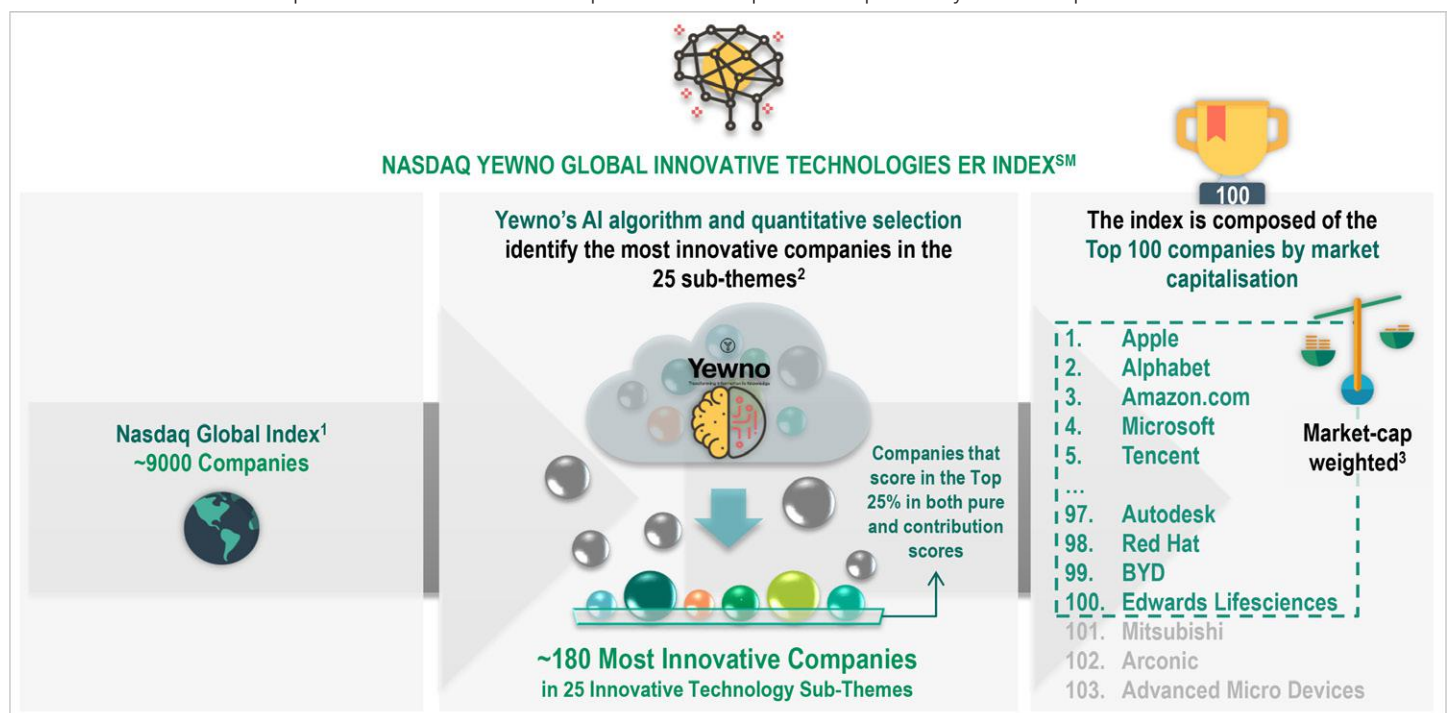 NASDAQ YEWNO GLOBAL INNOVATIVE TECHNOLOGIES ER INDEXSM
Nasdaq Global Index1
~9000 Companies
Yewno's AI algorithm and quantitative selection
identify the most innovative companies in the
25 sub-themes2
Yewno
Companies that
score in the Top
25% in both pure
and contribution
scores
~180 Most Innovative Companies
in 25 Innovative Technology Sub-Themes
100
The index is composed of the
Top 100 companies by market
capitalisation
1. Apple
2. Alphabet
3. Amazon.com
4. Microsoft
5. Tencent
...
97. Autodesk
98. Red Hat
99. BYD
100. Edwards Lifesciences
101. Mitsubishi
102. Arconic
103. Advanced Micro Devices
Market-cap
weighted3